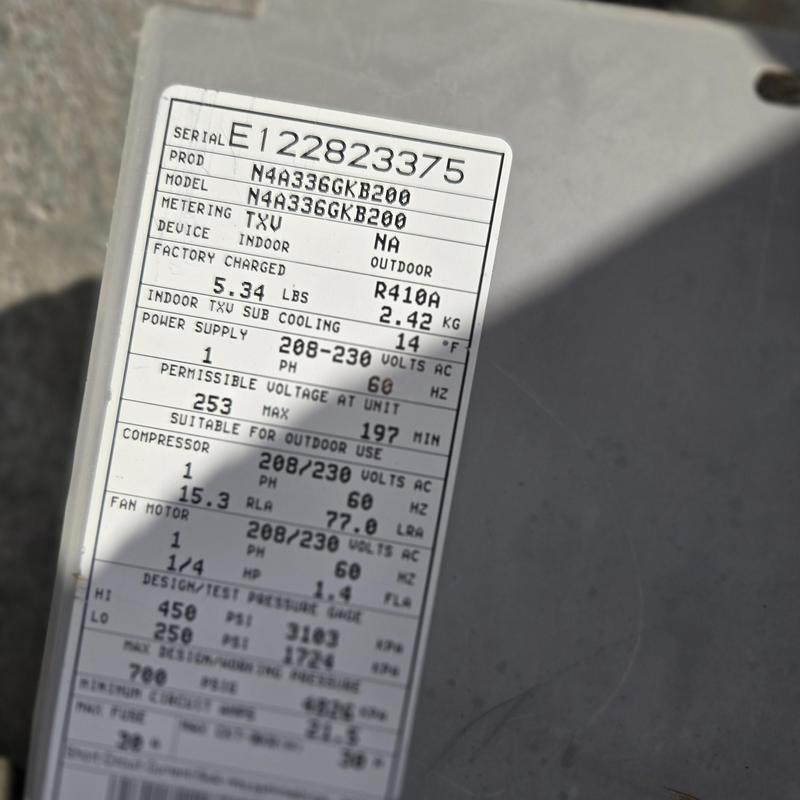 SERIAL E122823375
PROD N4A336GKB200
MODEL N4A336GKB200
METERING TXV NA
DEVICE INDOOR OUTDOOR
FACTORY CHARGED R410A
5.34 LBS 2.42 KG
INDOOR TXV SUB COOLING 14 °F
POWER SUPPLY 208-230 VOLTS AC
1 PH 60 HZ
PERMISSIBLE VOLTAGE AT UNIT
253 MAX 197 MIN
SUITABLE FOR OUTDOOR USE
COMPRESSOR 208/230 VOLTS AC
1 PH 60 HZ
15.3 RLA 77.0 LRA
FAN MOTOR 208/230 VOLTS AC
1 PH 60 HZ
1/4 HP 1.4 FLA
DESIGN/TEST PRESSURE GAGE
HI 450 PSI 3103 kPa
LO 250 PSI 1724 kPa
MAX DESIGN/WORKING PRESSURE
700 PSIG 4826 kPa
MINIMUM CIRCUIT AMPS 21.5
MAX FUSE
30 * 30 *